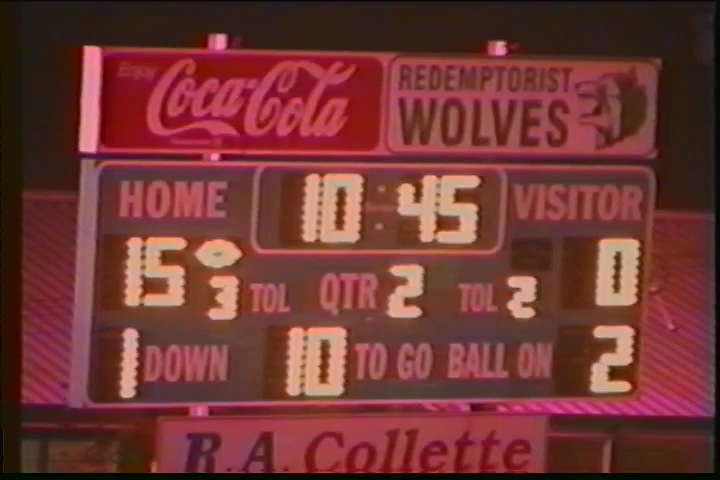 Enjoy
Coca-Cola
REDEMPTORIST
WOLVES
HOME 10:45 VISITOR
15 3 TOL QTR 2 TOL 2 0
1 DOWN 10 TO GO BALL ON 2
R.A. Collette